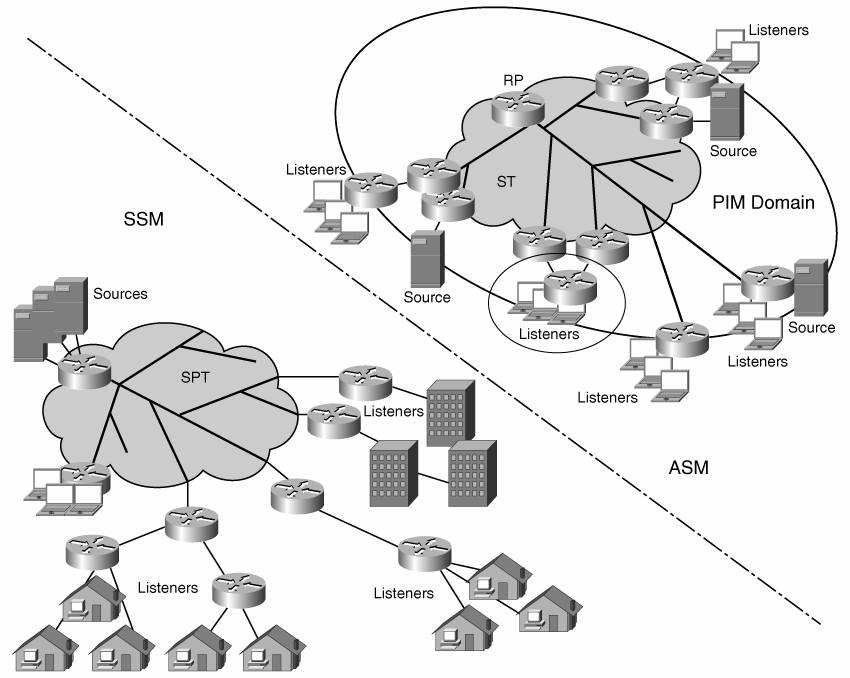 Listeners
RP
Source
Listeners
ST
PIM Domain
SSM
Source
Sources
Listeners
Source
Listeners
SPT
Listeners
Listeners
ASM
Listeners
Listeners